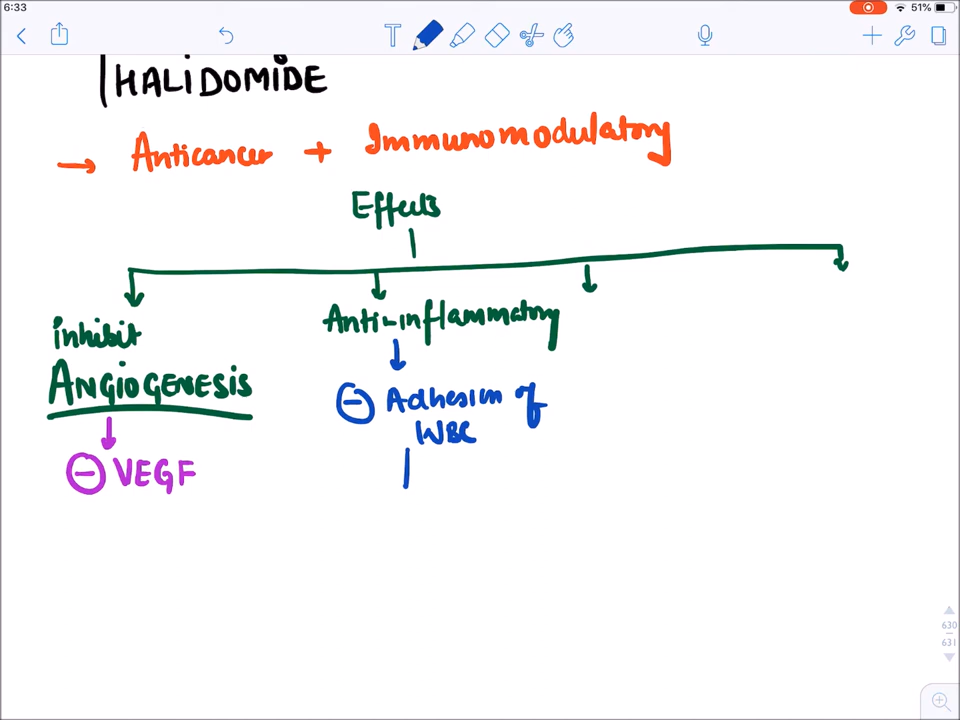 6:33
51%
T
THALIDOMIDE
→ Anticancer + Immunomodulatory
Effects
inhibit
ANGIOGENESIS
⊖ VEGF
Anti-inflammatory
⊖ Adhesion of
WBC
630
631